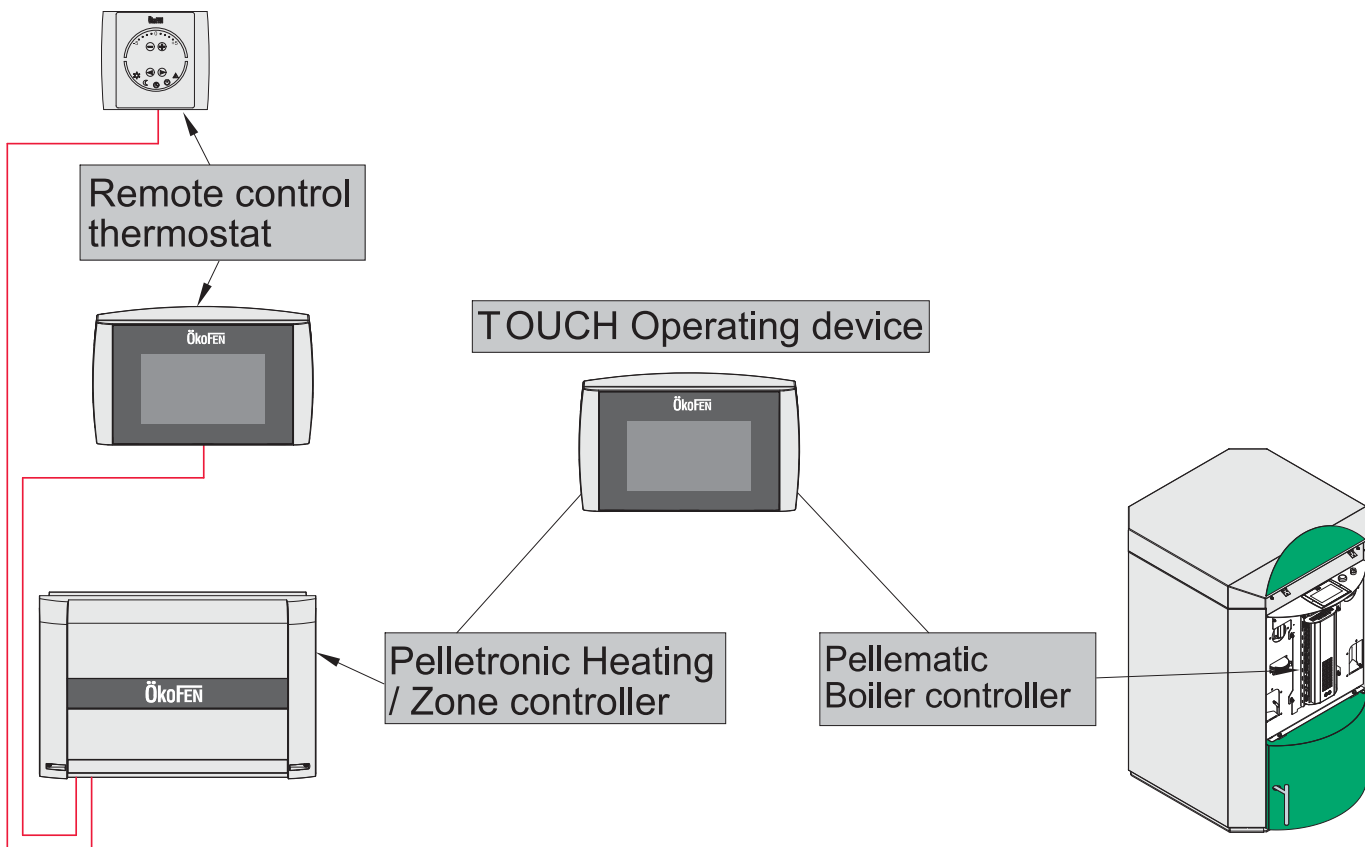 Remote control
thermostat
ÖkoFEN
TOUCH Operating device
ÖkoFEN
ÖkoFEN
Pelletronic Heating
/ Zone controller
Pellematic
Boiler controller